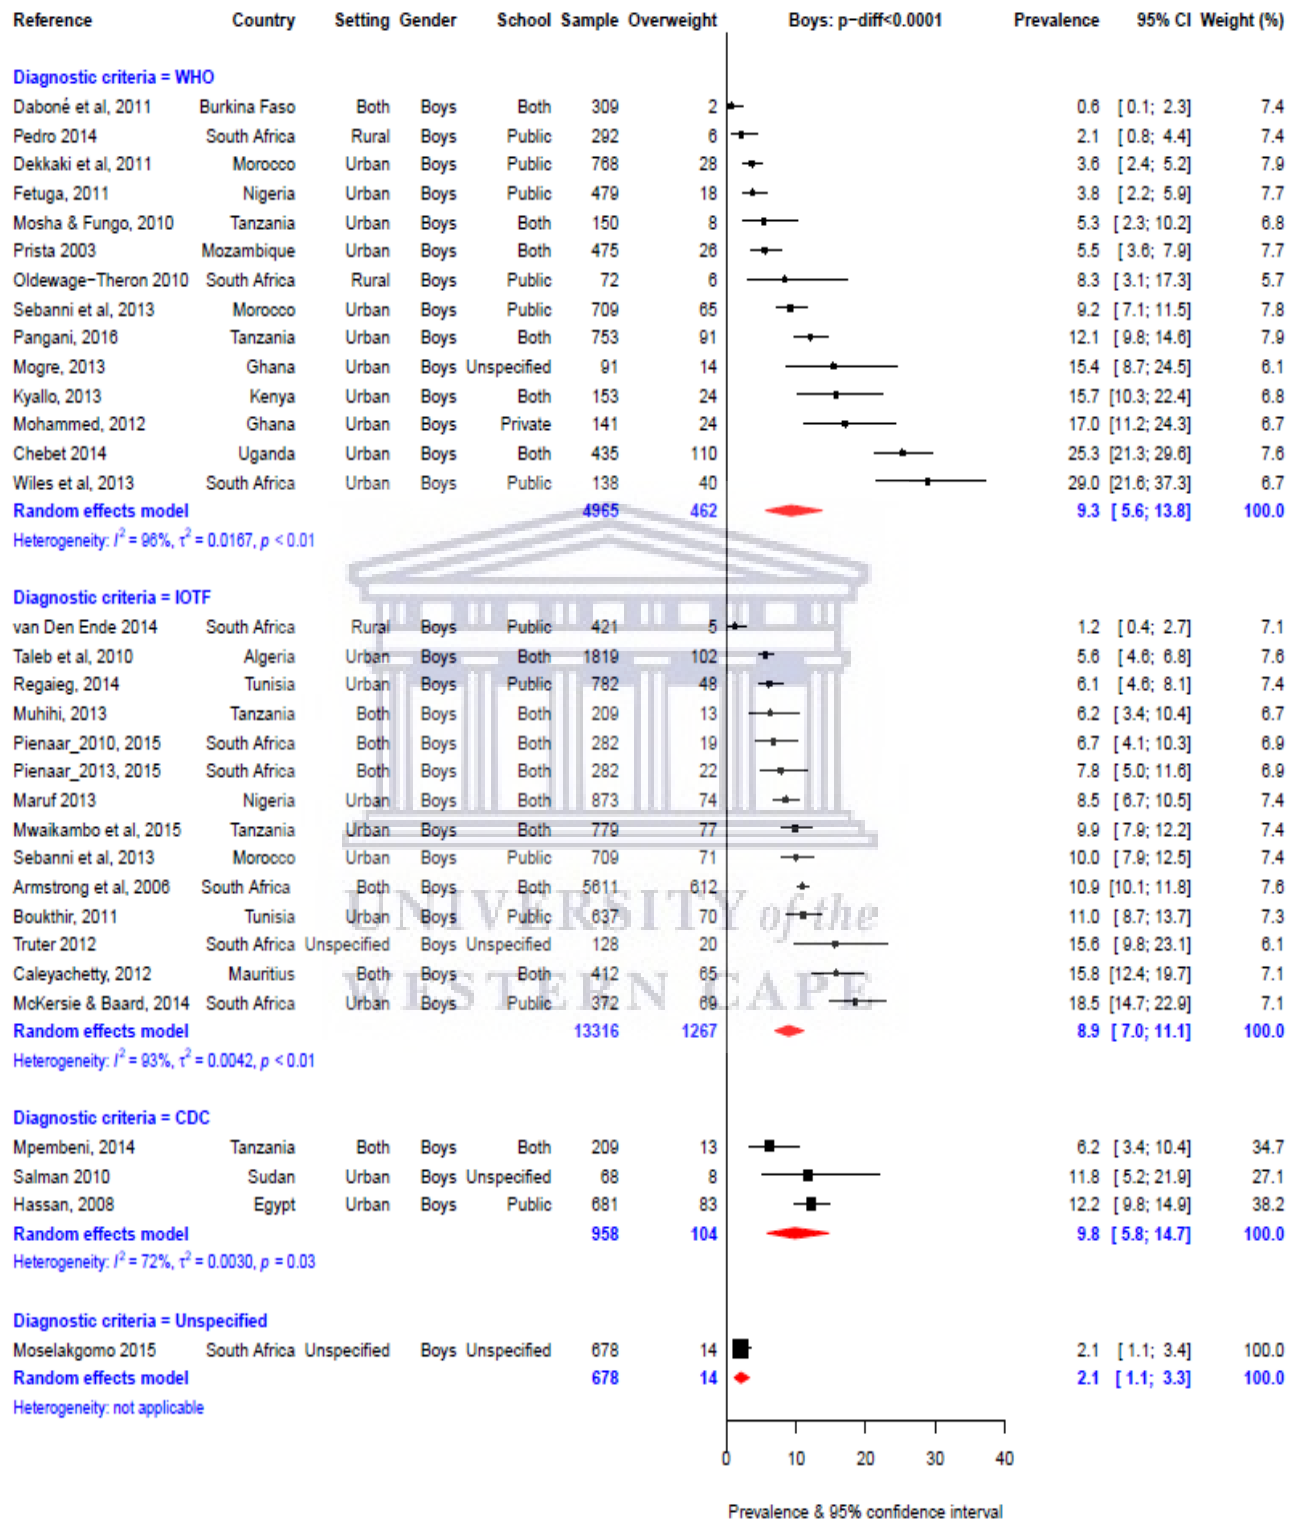 Reference Country Setting Gender School Sample Overweight Boys: p−diff<0.0001 Prevalence 95% CI Weight (%)
Diagnostic criteria = WHO
Daboné et al, 2011 Burkina Faso Both Boys Both 309 2 0.6 [ 0.1; 2.3] 7.4
Pedro 2014 South Africa Rural Boys Public 292 6 2.1 [ 0.8; 4.4] 7.4
Dekkaki et al, 2011 Morocco Urban Boys Public 768 28 3.6 [ 2.4; 5.2] 7.9
Fetuga, 2011 Nigeria Urban Boys Public 479 18 3.8 [ 2.2; 5.9] 7.7
Mosha & Fungo, 2010 Tanzania Urban Boys Both 150 8 5.3 [ 2.3; 10.2] 6.8
Prista 2003 Mozambique Urban Boys Both 475 26 5.5 [ 3.6; 7.9] 7.7
Oldewage−Theron 2010 South Africa Rural Boys Public 72 6 8.3 [ 3.1; 17.3] 5.7
Sebanni et al, 2013 Morocco Urban Boys Public 709 65 9.2 [ 7.1; 11.5] 7.8
Pangani, 2016 Tanzania Urban Boys Both 753 91 12.1 [ 9.8; 14.6] 7.9
Mogre, 2013 Ghana Urban Boys Unspecified 91 14 15.4 [ 8.7; 24.5] 6.1
Kyallo, 2013 Kenya Urban Boys Both 153 24 15.7 [10.3; 22.4] 6.8
Mohammed, 2012 Ghana Urban Boys Private 141 24 17.0 [11.2; 24.3] 6.7
Chebet 2014 Uganda Urban Boys Both 435 110 25.3 [21.3; 29.6] 7.6
Wiles et al, 2013 South Africa Urban Boys Public 138 40 29.0 [21.6; 37.3] 6.7
Random effects model 4965 462 9.3 [ 5.6; 13.8] 100.0
Heterogeneity: I² = 96%, τ² = 0.0167, p < 0.01
Diagnostic criteria = IOTF
van Den Ende 2014 South Africa Rural Boys Public 421 5 1.2 [ 0.4; 2.7] 7.1
Taleb et al, 2010 Algeria Urban Boys Both 1819 102 5.6 [ 4.6; 6.8] 7.6
Regaieg, 2014 Tunisia Urban Boys Public 782 48 6.1 [ 4.6; 8.1] 7.4
Muhihi, 2013 Tanzania Both Boys Both 209 13 6.2 [ 3.4; 10.4] 6.7
Pienaar_2010, 2015 South Africa Both Boys Both 282 19 6.7 [ 4.1; 10.3] 6.9
Pienaar_2013, 2015 South Africa Both Boys Both 282 22 7.8 [ 5.0; 11.6] 6.9
Maruf 2013 Nigeria Urban Boys Both 873 74 8.5 [ 6.7; 10.5] 7.4
Mwaikambo et al, 2015 Tanzania Urban Boys Both 779 77 9.9 [ 7.9; 12.2] 7.4
Sebanni et al, 2013 Morocco Urban Boys Public 709 71 10.0 [ 7.9; 12.5] 7.4
Armstrong et al, 2006 South Africa Both Boys Both 5611 612 10.9 [10.1; 11.8] 7.6
UNIVERSITY of the
Boukthir, 2011 Tunisia Urban Boys Public 637 70 11.0 [ 8.7; 13.7] 7.3
Truter 2012 South Africa Unspecified Boys Unspecified 128 20 15.6 [ 9.8; 23.1] 6.1
Caleyachetty, 2012 Mauritius Both Boys Both 412 65 15.8 [12.4; 19.7] 7.1
WESTERN CAPE
McKersie & Baard, 2014 South Africa Urban Boys Public 372 69 18.5 [14.7; 22.9] 7.1
Random effects model 13316 1267 8.9 [ 7.0; 11.1] 100.0
Heterogeneity: I² = 93%, τ² = 0.0042, p < 0.01
Diagnostic criteria = CDC
Mpembeni, 2014 Tanzania Both Boys Both 209 13 6.2 [ 3.4; 10.4] 34.7
Salman 2010 Sudan Urban Boys Unspecified 68 8 11.8 [ 5.2; 21.9] 27.1
Hassan, 2008 Egypt Urban Boys Public 681 83 12.2 [ 9.8; 14.9] 38.2
Random effects model 958 104 9.8 [ 5.8; 14.7] 100.0
Heterogeneity: I² = 72%, τ² = 0.0030, p = 0.03
Diagnostic criteria = Unspecified
Moselakgomo 2015 South Africa Unspecified Boys Unspecified 678 14 2.1 [ 1.1; 3.4] 100.0
Random effects model 678 14 2.1 [ 1.1; 3.3] 100.0
Heterogeneity: not applicable
0 10 20 30 40
Prevalence & 95% confidence interval